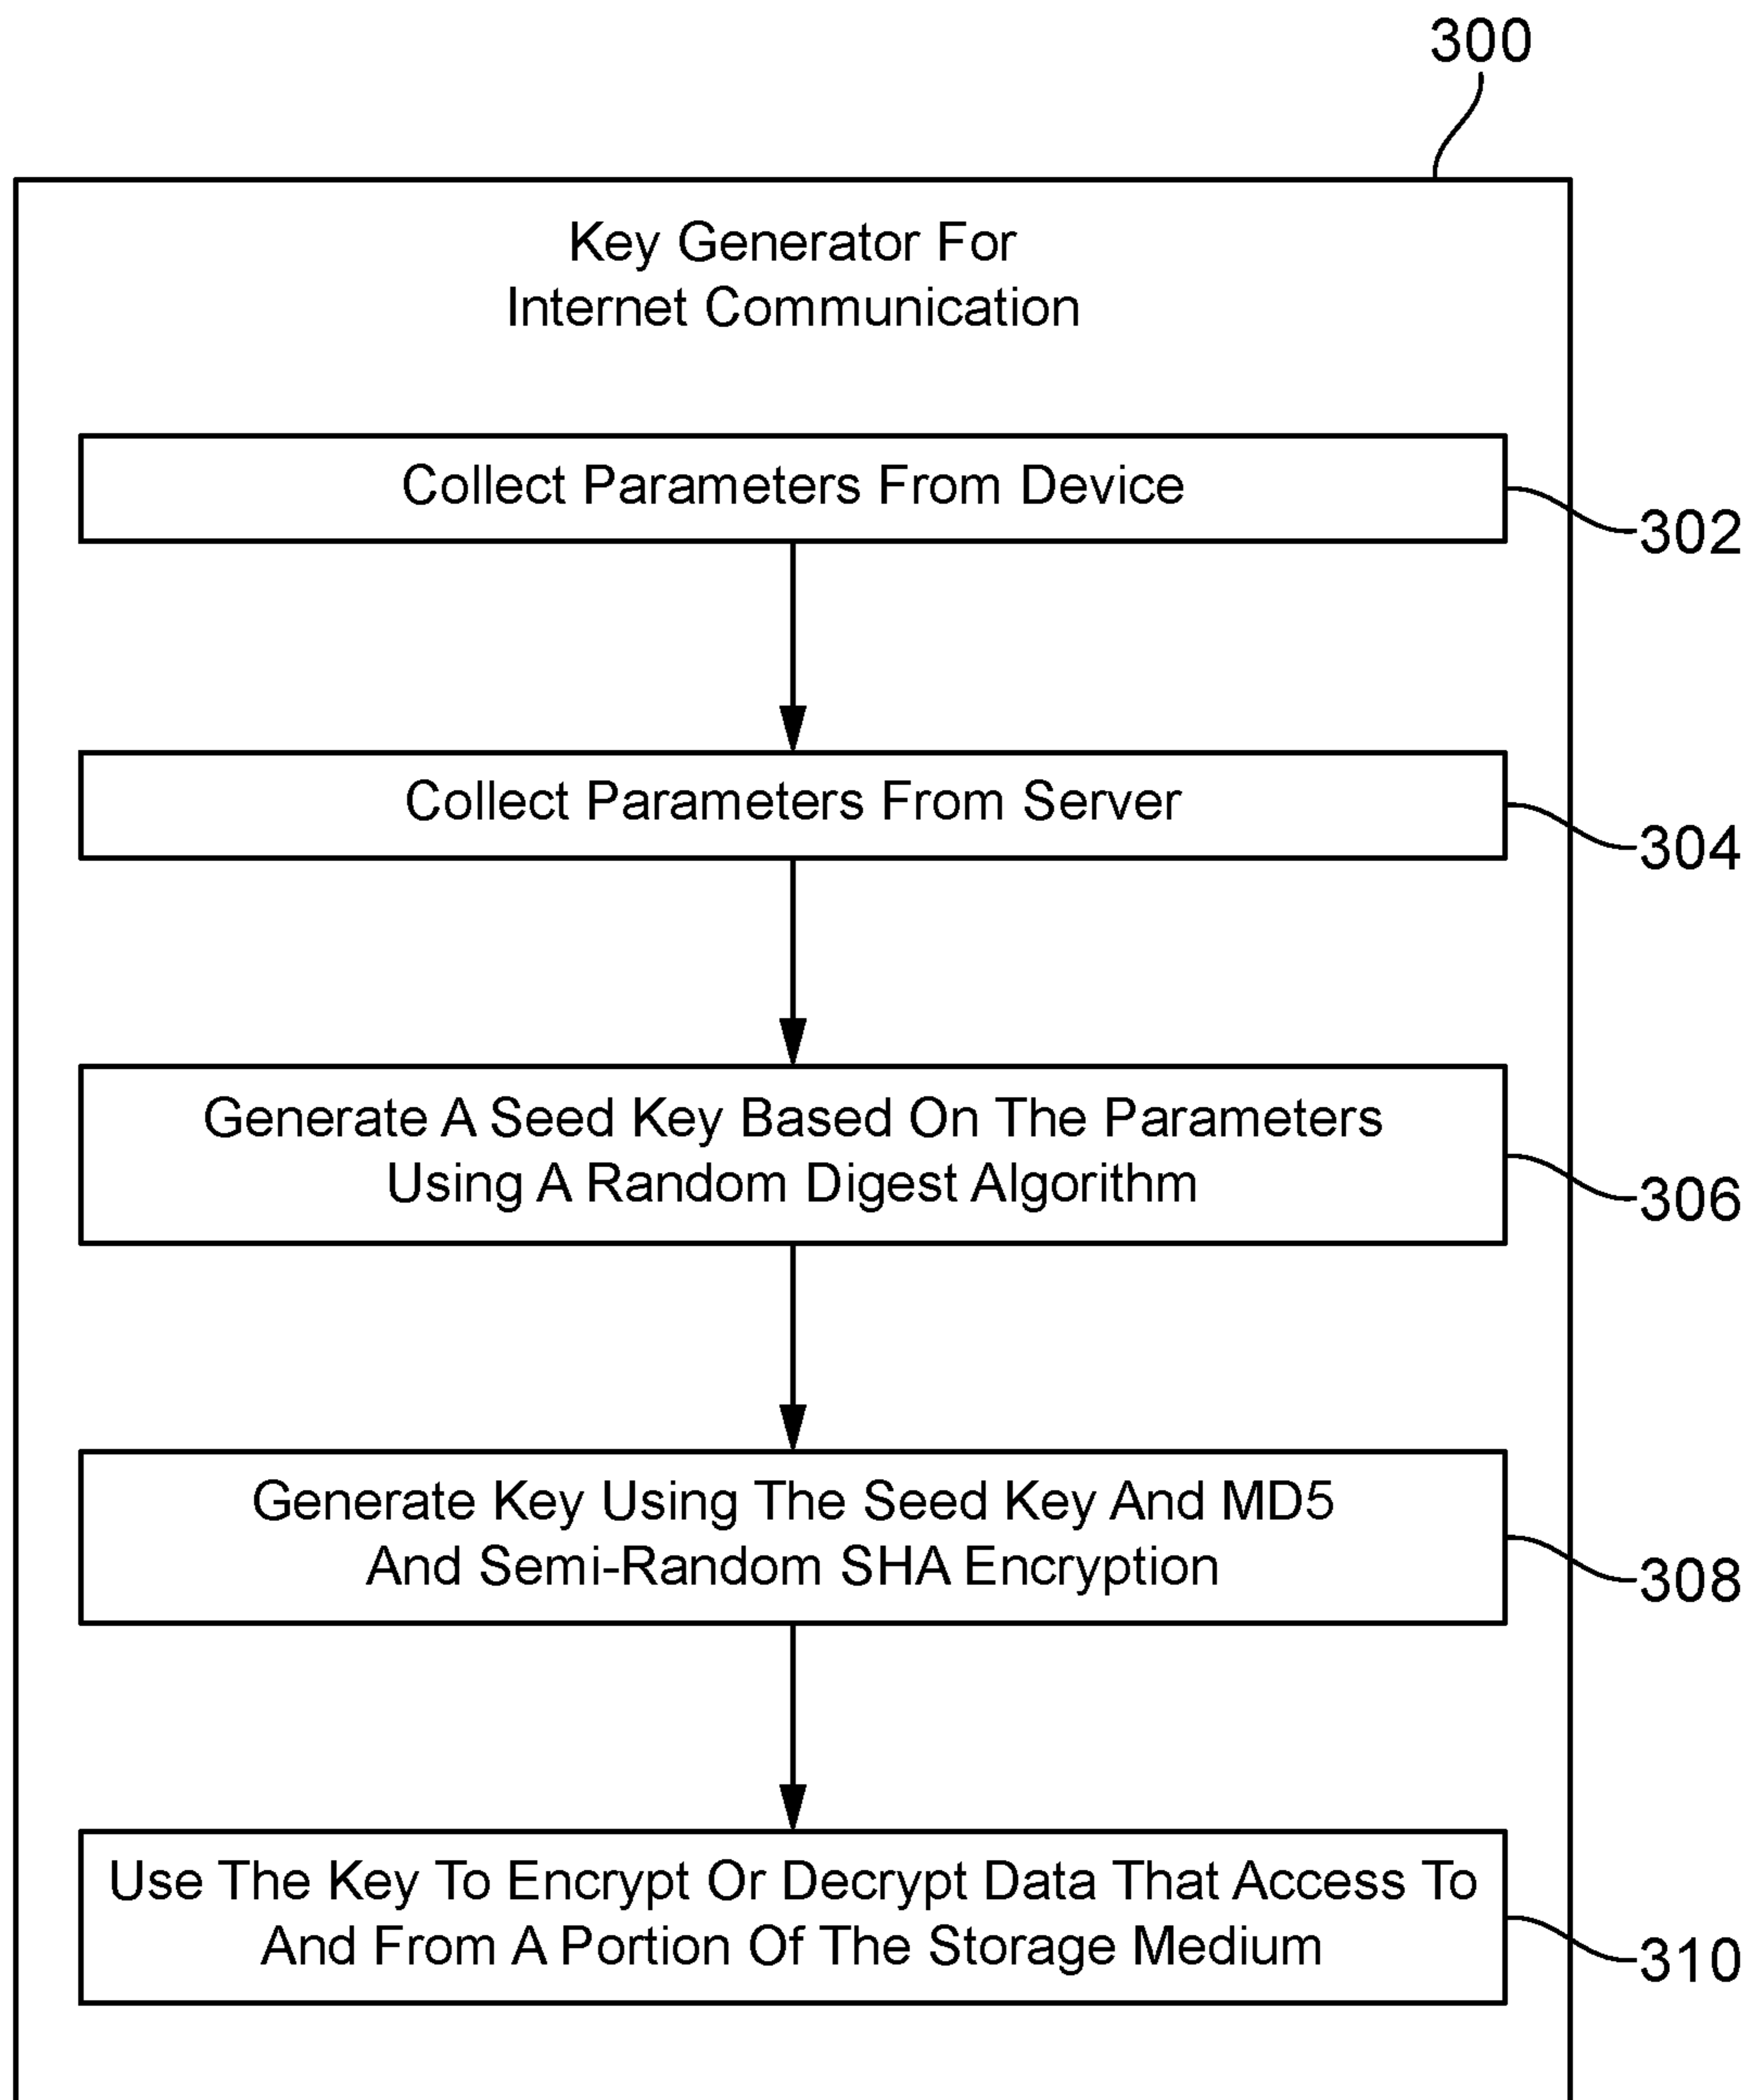 300
Key Generator For
Internet Communication
Collect Parameters From Device
302
Collect Parameters From Server
304
Generate A Seed Key Based On The Parameters
Using A Random Digest Algorithm
306
Generate Key Using The Seed Key And MD5
And Semi-Random SHA Encryption
308
Use The Key To Encrypt Or Decrypt Data That Access To
And From A Portion Of The Storage Medium
310